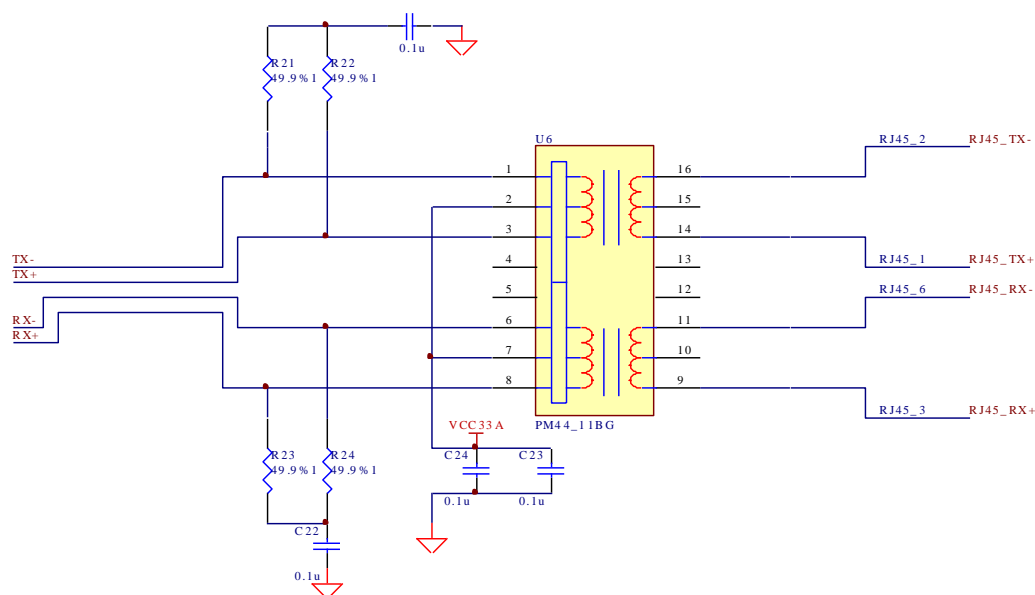 0.1u
R21
49.9%1
R22
49.9%1
U6
1
2
3
4
5
6
7
8
16
15
14
13
12
11
10
9
PM44_11BG
RJ45_2
RJ45_TX-
RJ45_1
RJ45_TX+
RJ45_6
RJ45_RX-
RJ45_3
RJ45_RX+
TX-
TX+
RX-
RX+
VCC33A
R23
49.9%1
R24
49.9%1
C24
0.1u
C23
0.1u
C22
0.1u